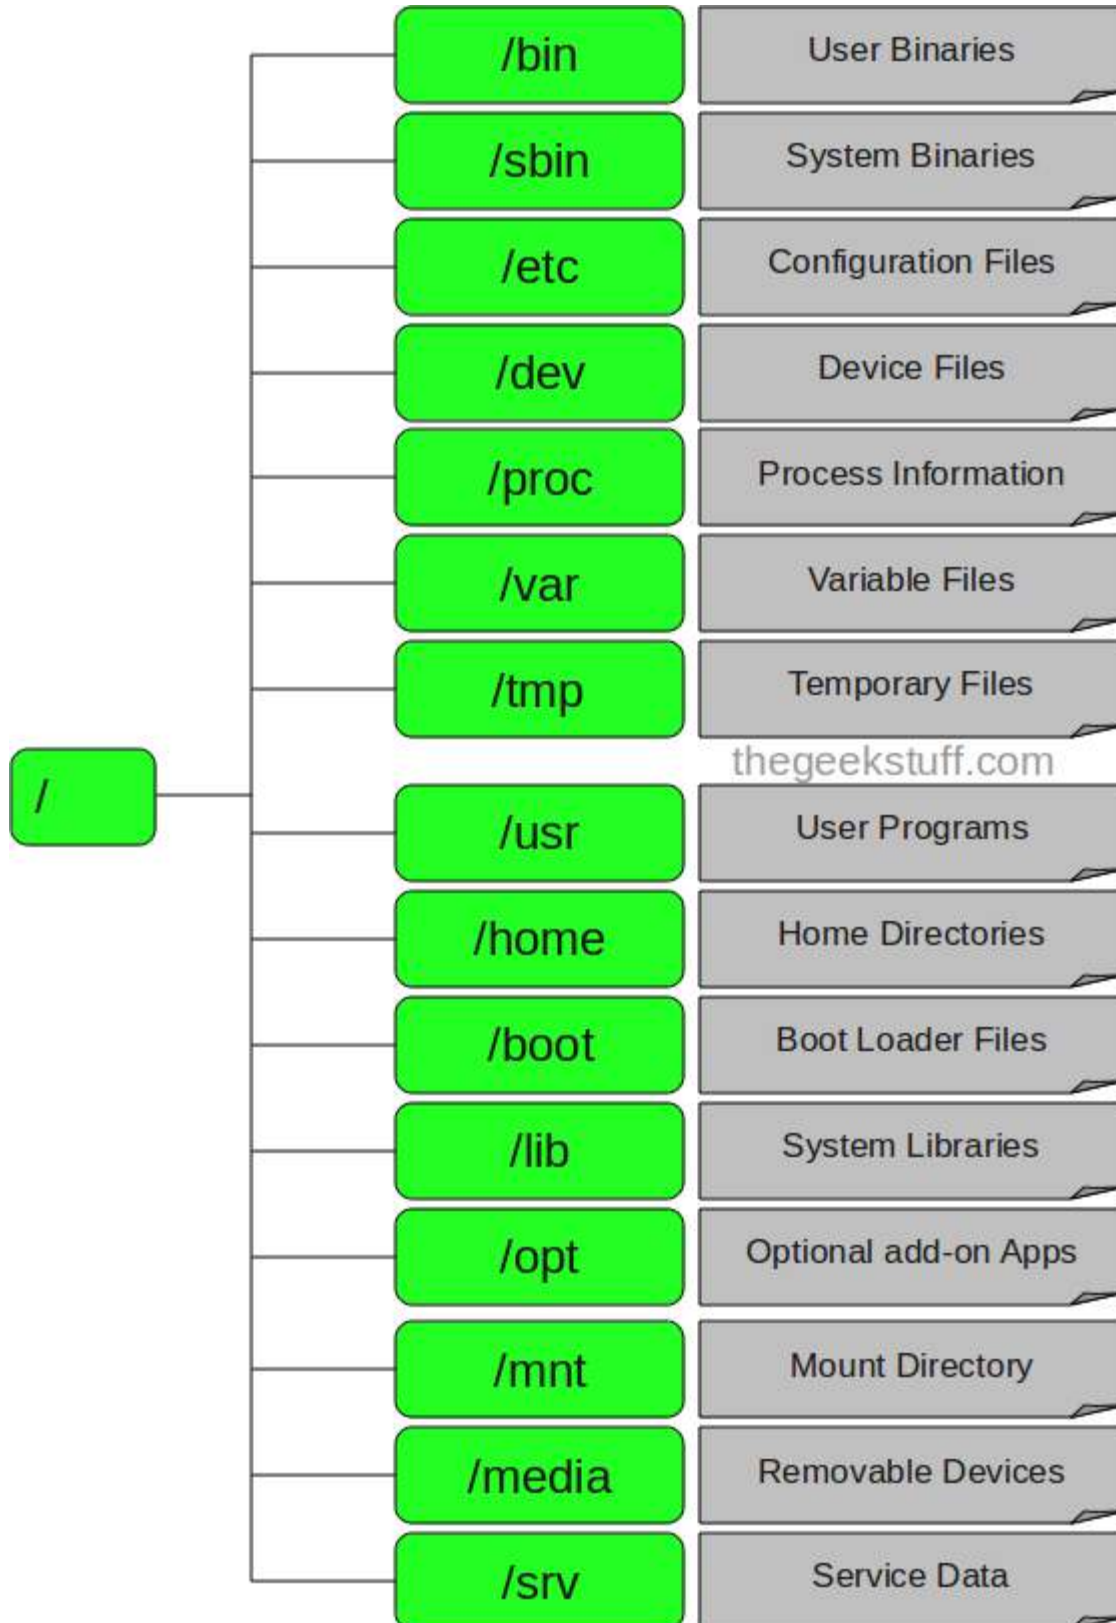 /bin User Binaries
/sbin System Binaries
/etc Configuration Files
/dev Device Files
/proc Process Information
/var Variable Files
/tmp Temporary Files
thegeekstuff.com
/
/usr User Programs
/home Home Directories
/boot Boot Loader Files
/lib System Libraries
/opt Optional add-on Apps
/mnt Mount Directory
/media Removable Devices
/srv Service Data